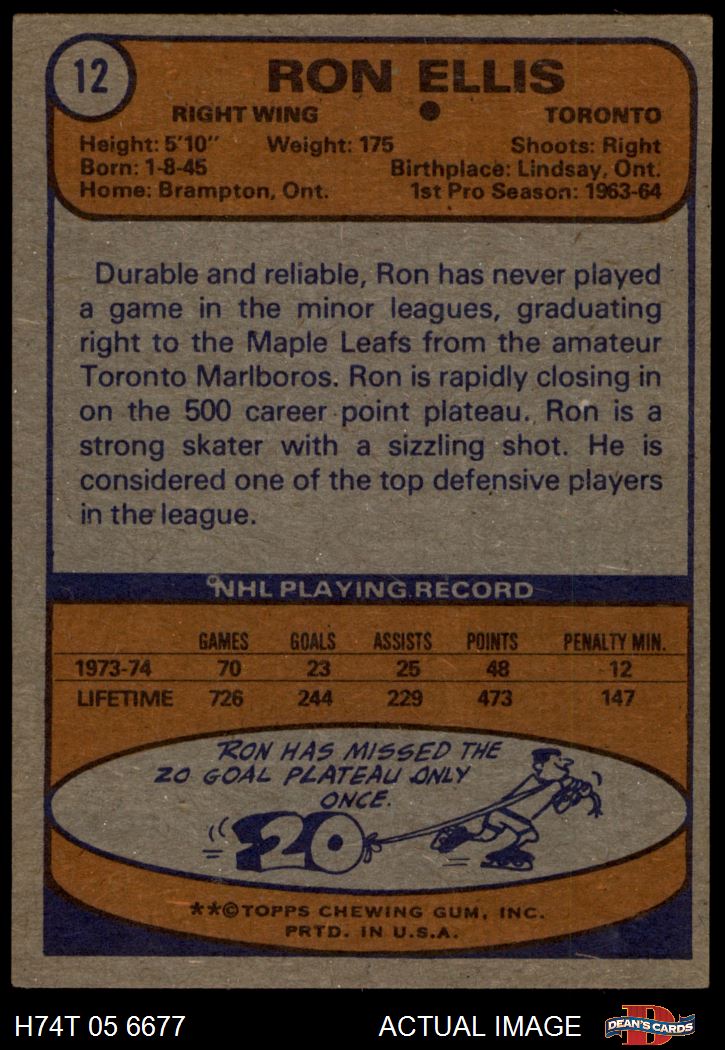 12
RON ELLIS
RIGHT WING ● TORONTO
Height: 5'10" Weight: 175 Shoots: Right
Born: 1-8-45 Birthplace: Lindsay, Ont.
Home: Brampton, Ont. 1st Pro Season: 1963-64
Durable and reliable, Ron has never played
a game in the minor leagues, graduating
right to the Maple Leafs from the amateur
Toronto Marlboros. Ron is rapidly closing in
on the 500 career point plateau. Ron is a
strong skater with a sizzling shot. He is
considered one of the top defensive players
in the league.
NHL PLAYING RECORD
GAMES GOALS ASSISTS POINTS PENALTY MIN.
1973-74 70 23 25 48 12
LIFETIME 726 244 229 473 147
RON HAS MISSED THE
20 GOAL PLATEAU ONLY
ONCE.
20
**©TOPPS CHEWING GUM, INC.
PRTD. IN U.S.A.
H74T 05 6677 ACTUAL IMAGE DEAN'S CARDS